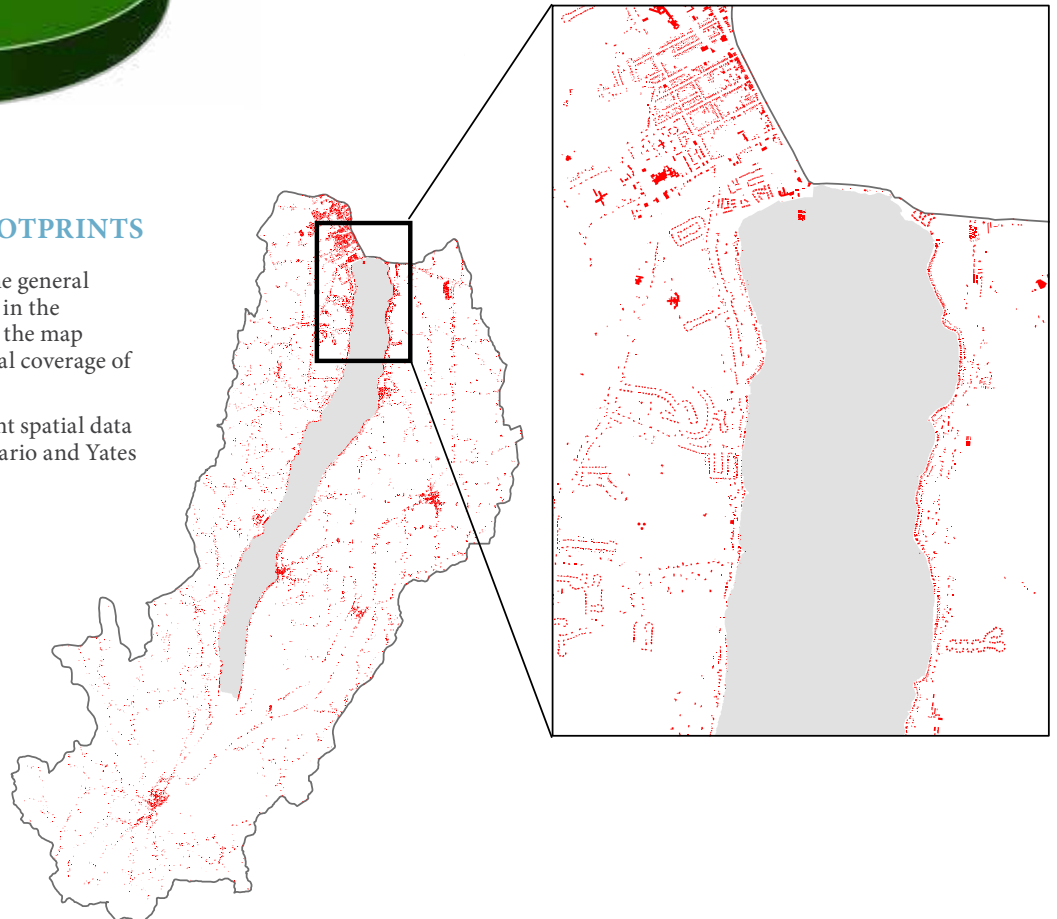 OTPRINTS
e general
in the
the map
al coverage of
nt spatial data
ario and Yates